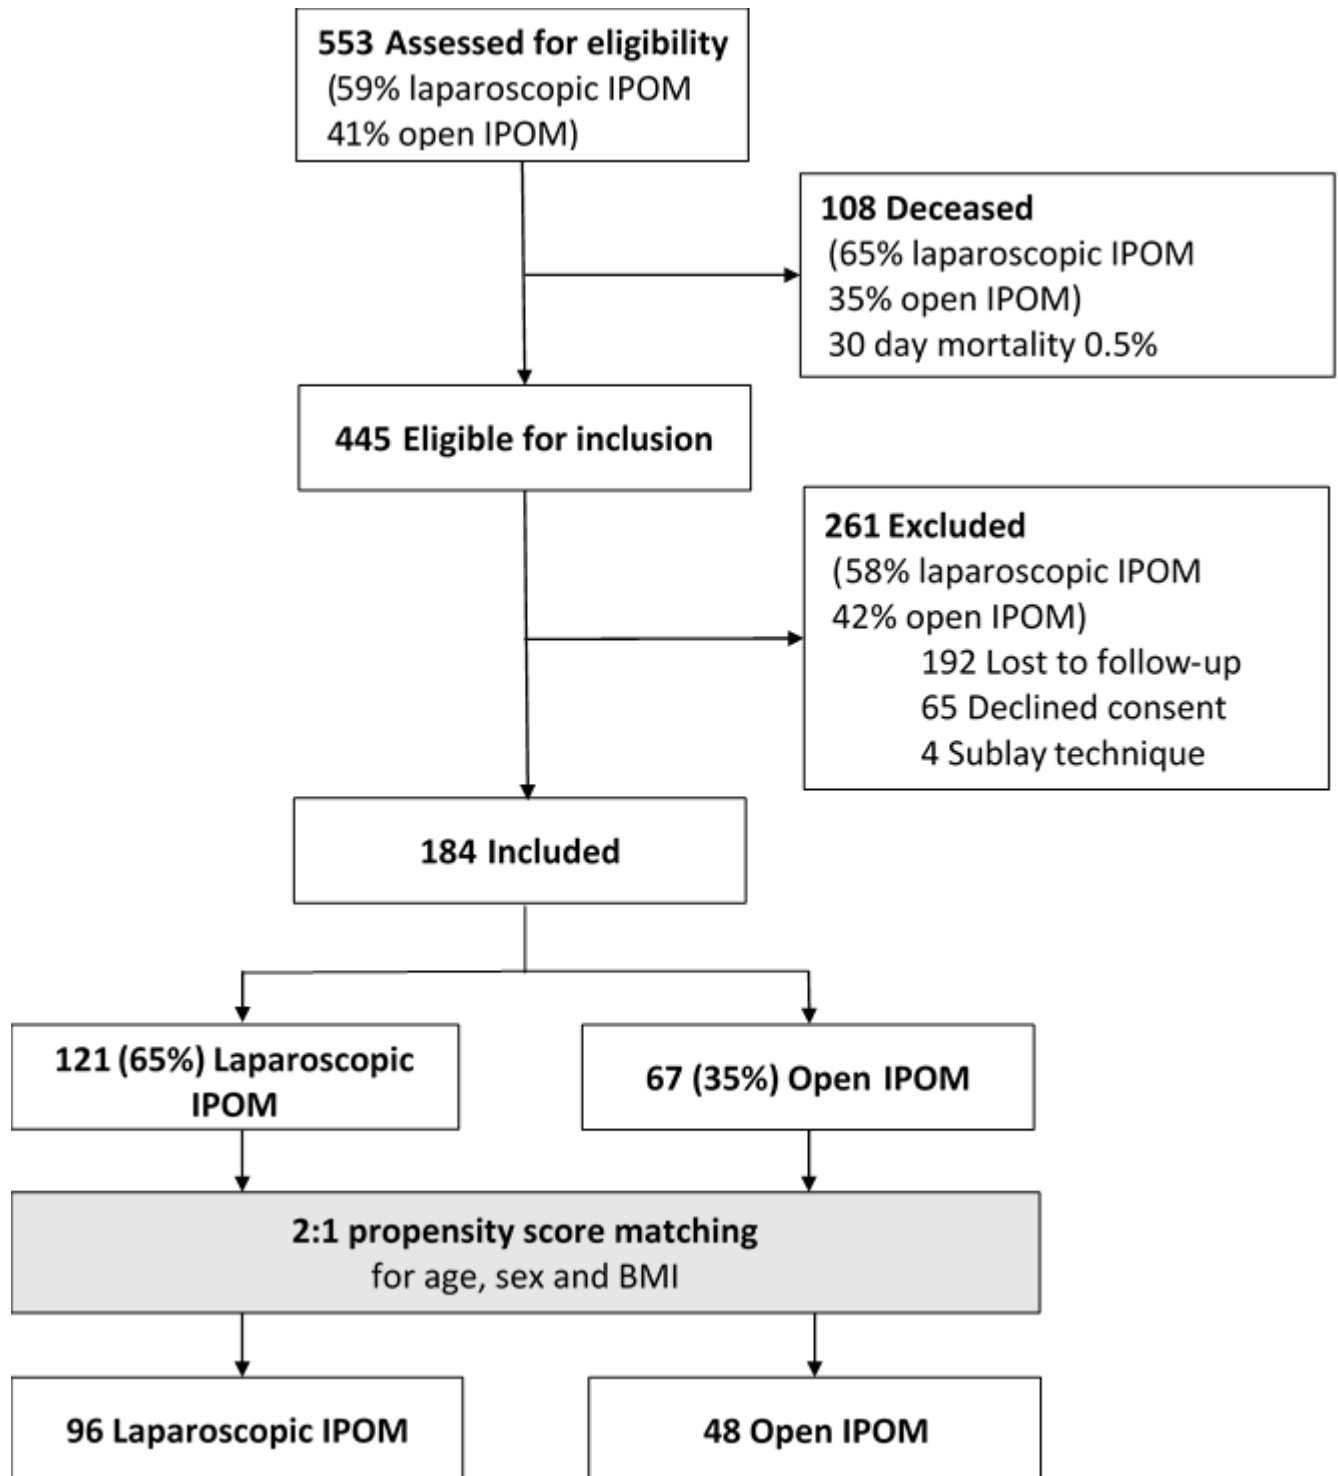 553 Assessed for eligibility
(59% laparoscopic IPOM
41% open IPOM)
108 Deceased
(65% laparoscopic IPOM
35% open IPOM)
30 day mortality 0.5%
445 Eligible for inclusion
261 Excluded
(58% laparoscopic IPOM
42% open IPOM)
192 Lost to follow-up
65 Declined consent
4 Sublay technique
184 Included
121 (65%) Laparoscopic
IPOM
67 (35%) Open IPOM
2:1 propensity score matching
for age, sex and BMI
96 Laparoscopic IPOM
48 Open IPOM